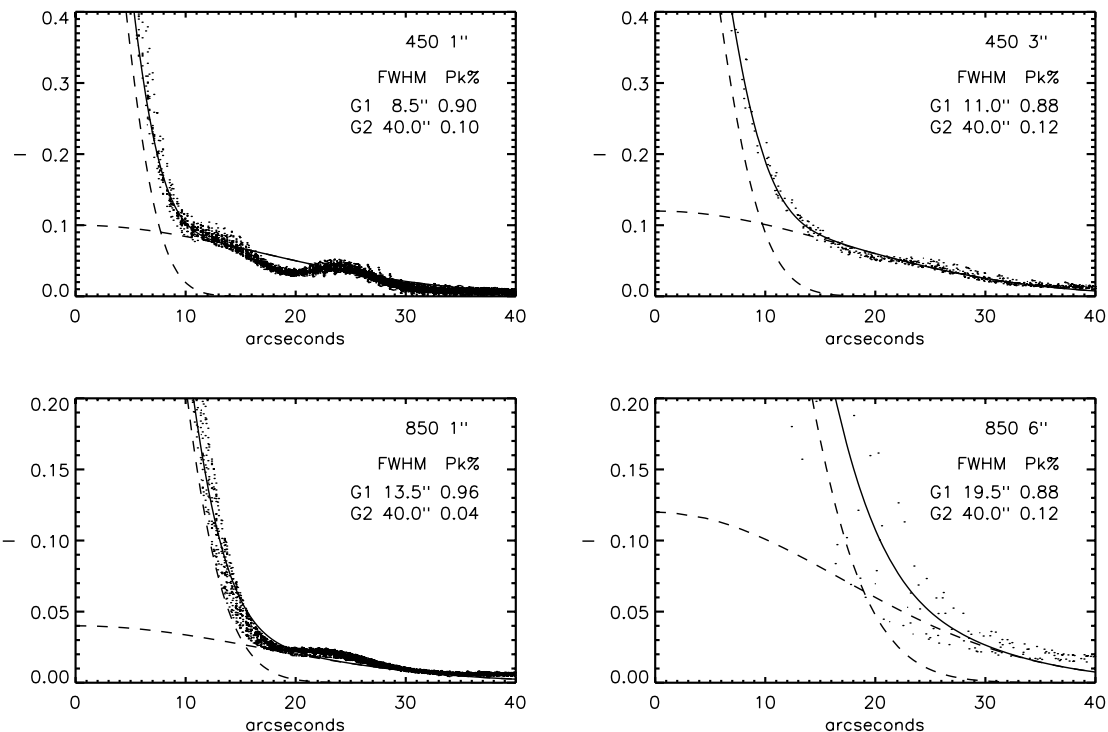 450 1"
FWHM Pk%
G1 8.5" 0.90
G2 40.0" 0.10
I
0.4
0.3
0.2
0.1
0.0
0 10 20 30 40
arcseconds
450 3"
FWHM Pk%
G1 11.0" 0.88
G2 40.0" 0.12
I
0.4
0.3
0.2
0.1
0.0
0 10 20 30 40
arcseconds
850 1"
FWHM Pk%
G1 13.5" 0.96
G2 40.0" 0.04
I
0.20
0.15
0.10
0.05
0.00
0 10 20 30 40
arcseconds
850 6"
FWHM Pk%
G1 19.5" 0.88
G2 40.0" 0.12
I
0.20
0.15
0.10
0.05
0.00
0 10 20 30 40
arcseconds